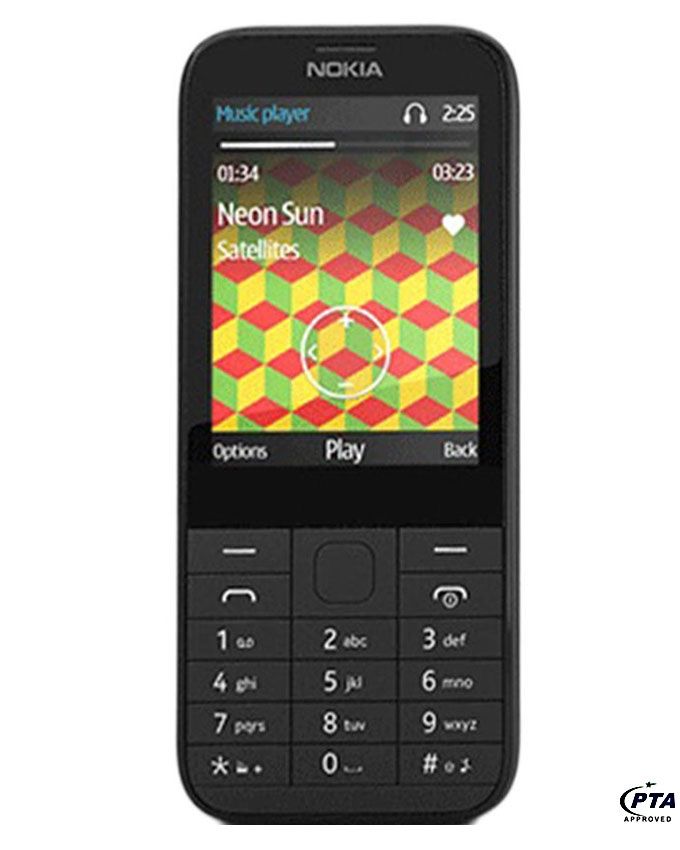 NOKIA
Music player 2:25
01:34 03:23
Neon Sun
Satellites
Options Play Back
1 2 abc 3 def
4 ghi 5 jkl 6 mno
7 pqrs 8 tuv 9 wxyz
* + 0 #
PTA
APPROVED